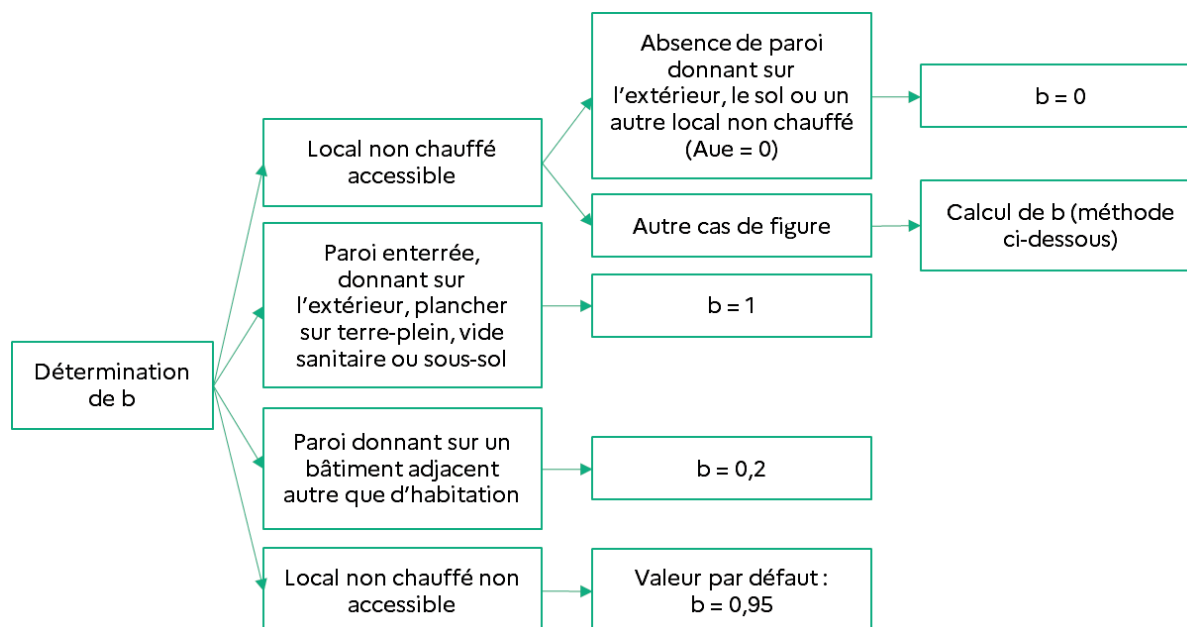 Absence de paroi
donnant sur
l'extérieur, le sol ou un
autre local non chauffé
(Aue = 0)
b = 0
Local non chauffé
accessible
Autre cas de figure
Calcul de b (méthode
ci-dessous)
Paroi enterrée,
donnant sur
l'extérieur, plancher
sur terre-plein, vide
sanitaire ou sous-sol
b = 1
Détermination
de b
Paroi donnant sur un
bâtiment adjacent
autre que d'habitation
b = 0,2
Local non chauffé non
accessible
Valeur par défaut :
b = 0,95